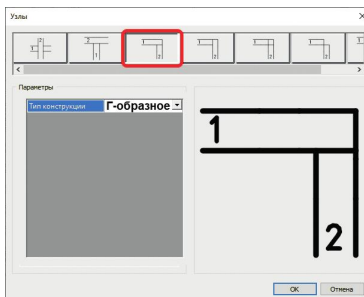 Узлы
Параметры
Тип конструкции Г-образное
1
2
OK Отмена